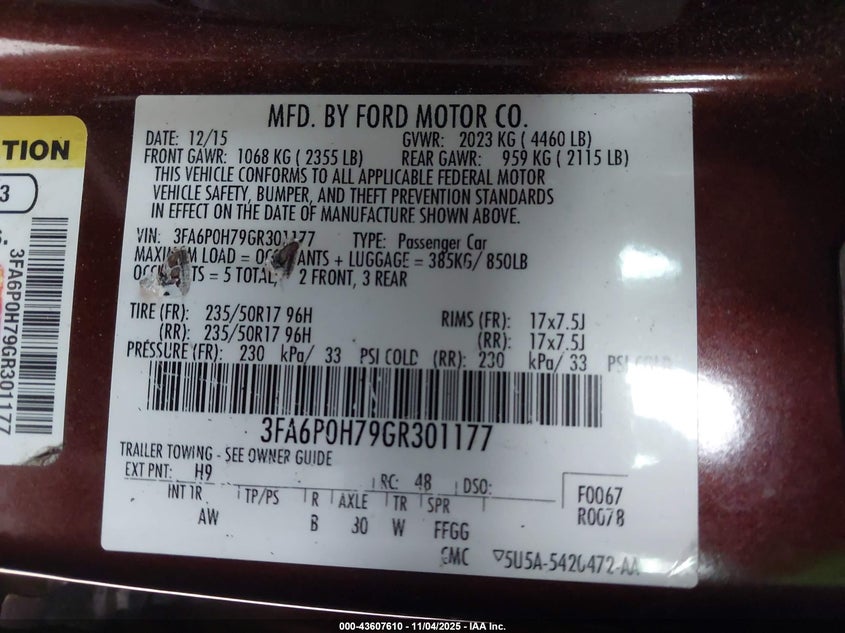 TION
3
3FA6P0H79GR301177
MFD. BY FORD MOTOR CO.
DATE: 12/15 GVWR: 2023 KG ( 4460 LB)
FRONT GAWR: 1068 KG ( 2355 LB) REAR GAWR: 959 KG ( 2115 LB)
THIS VEHICLE CONFORMS TO ALL APPLICABLE FEDERAL MOTOR
VEHICLE SAFETY, BUMPER, AND THEFT PREVENTION STANDARDS
IN EFFECT ON THE DATE OF MANUFACTURE SHOWN ABOVE.
VIN: 3FA6P0H79GR301177 TYPE: Passenger Car
LOAD = + LUGGAGE = 385KG/ 850LB
= 5 TOTAL, 2 FRONT, 3 REAR
TIRE (FR): 235/50R17 96H RIMS (FR): 17x7.5J
(RR): 235/50R17 96H (RR): 17x7.5J
PRESSURE (FR): 230 kPa/ 33 PSI COLD (RR): 230 kPa/ 33 PSI COLD
3FA6P0H79GR301177
TRAILER TOWING - SEE OWNER GUIDE
EXT PNT: H9 RC: 48 DSO:
INT TR TP/PS R AXLE TR SPR
AW B 30 W FFGG
F0067
R0078
CMC 5U5A-5420472-AA
000-43607610 - 11/04/2025 - IAA Inc.